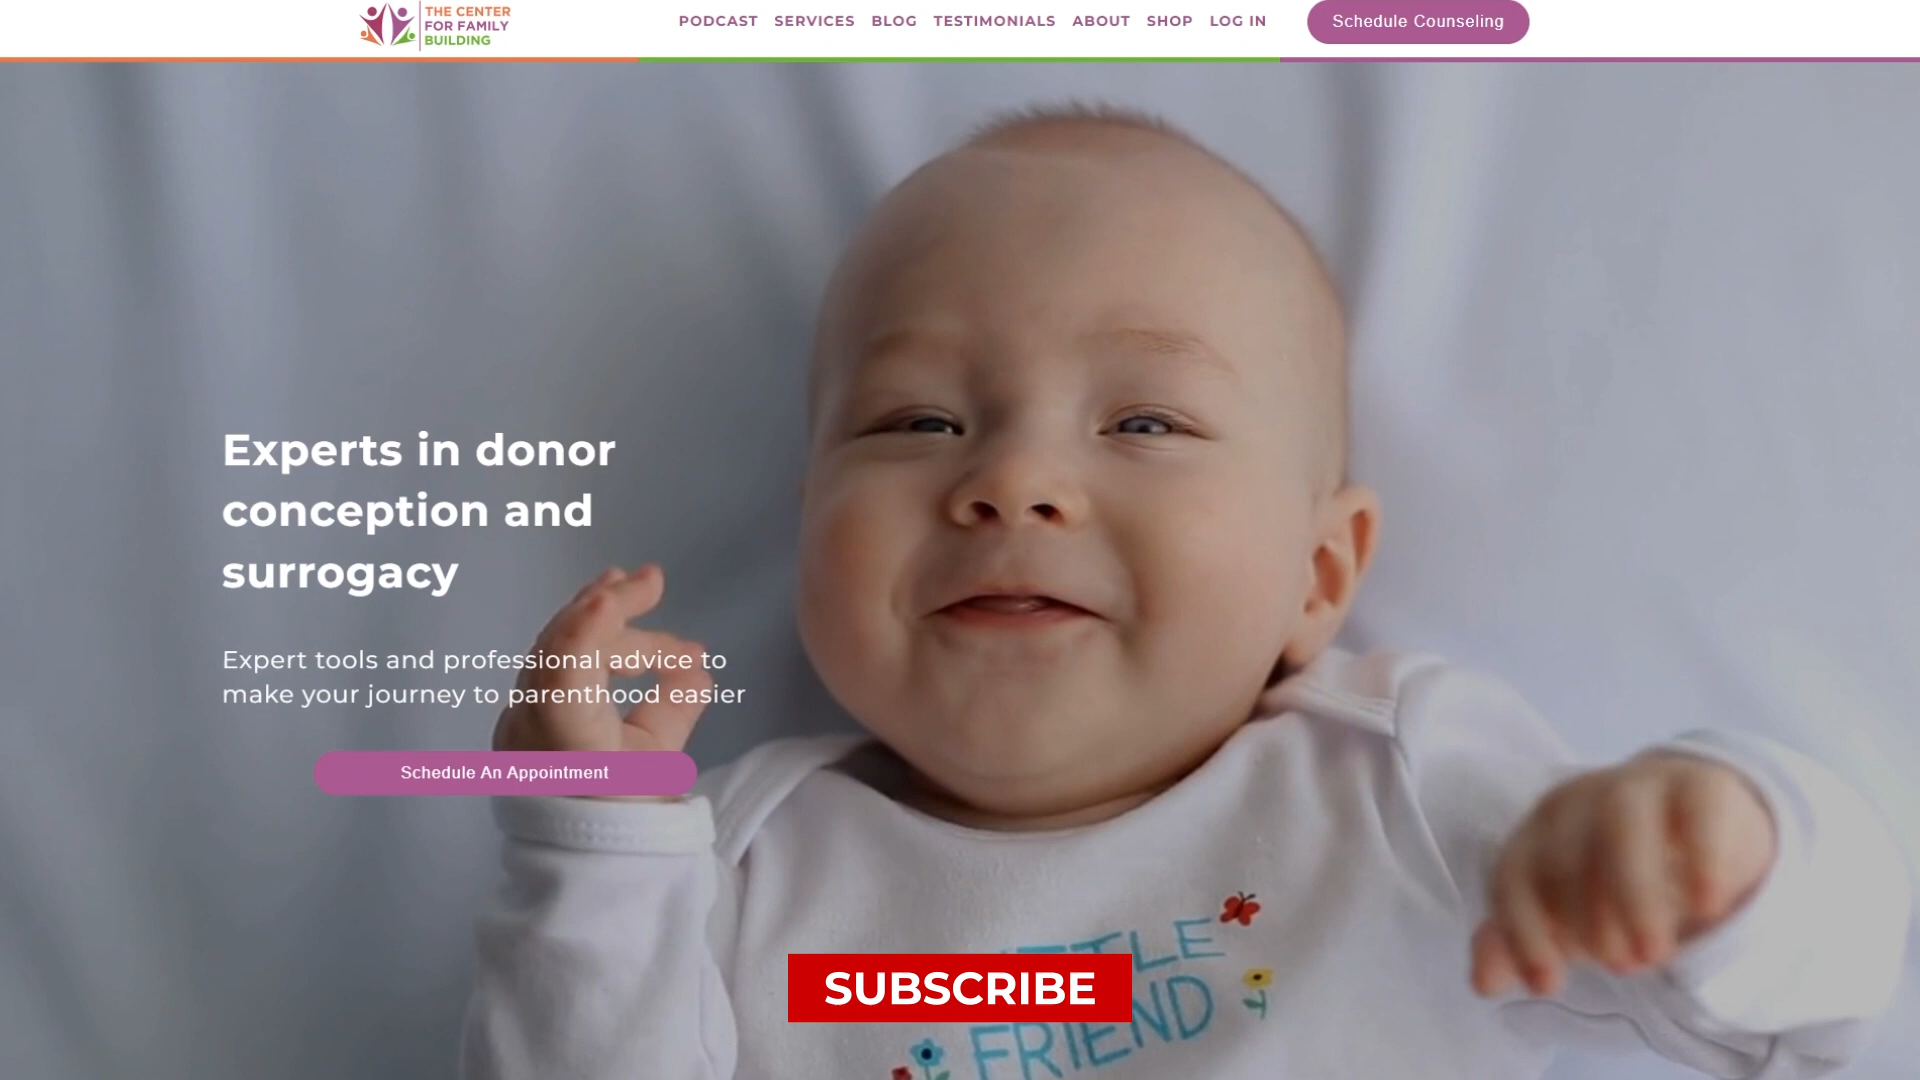 THE CENTER
FOR FAMILY
BUILDING
PODCAST SERVICES BLOG TESTIMONIALS ABOUT SHOP LOG IN
Schedule Counseling
Experts in donor
conception and
surrogacy
Expert tools and professional advice to
make your journey to parenthood easier
Schedule An Appointment
SUBSCRIBE
FRIEND